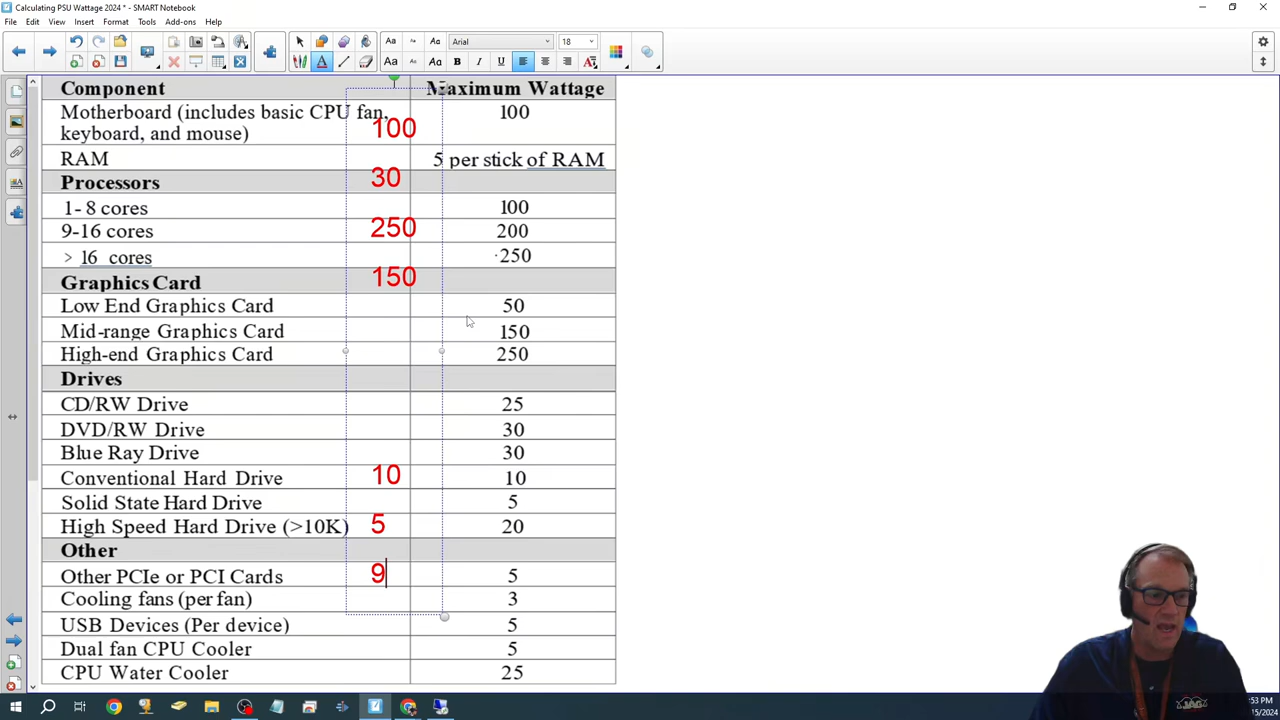 Calculating PSU Wattage 2024 * - SMART Notebook
File Edit View Insert Format Tools Add-ons Help
Arial 18
Component Maximum Wattage
Motherboard (includes basic CPU fan, keyboard, and mouse) 100
100
RAM 5 per stick of RAM
30
Processors
1- 8 cores 100
9-16 cores 200
250
> 16 cores 250
150
Graphics Card
Low End Graphics Card 50
Mid-range Graphics Card 150
High-end Graphics Card 250
Drives
CD/RW Drive 25
DVD/RW Drive 30
Blue Ray Drive 30
Conventional Hard Drive 10 10
Solid State Hard Drive 5
High Speed Hard Drive (>10K) 5 20
Other
Other PCIe or PCI Cards 9 5
Cooling fans (per fan) 3
USB Devices (Per device) 5
Dual fan CPU Cooler 5
CPU Water Cooler 25
JAG
:53 PM
15/2024